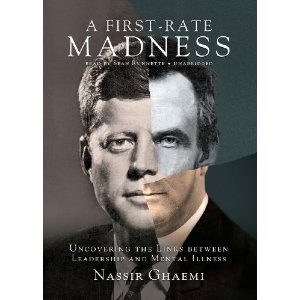 A FIRST-RATE
MADNESS
READ BY SEAN RUNNETTE • UNABRIDGED
UNCOVERING THE LINKS BETWEEN
LEADERSHIP AND MENTAL ILLNESS
NASSIR GHAEMI